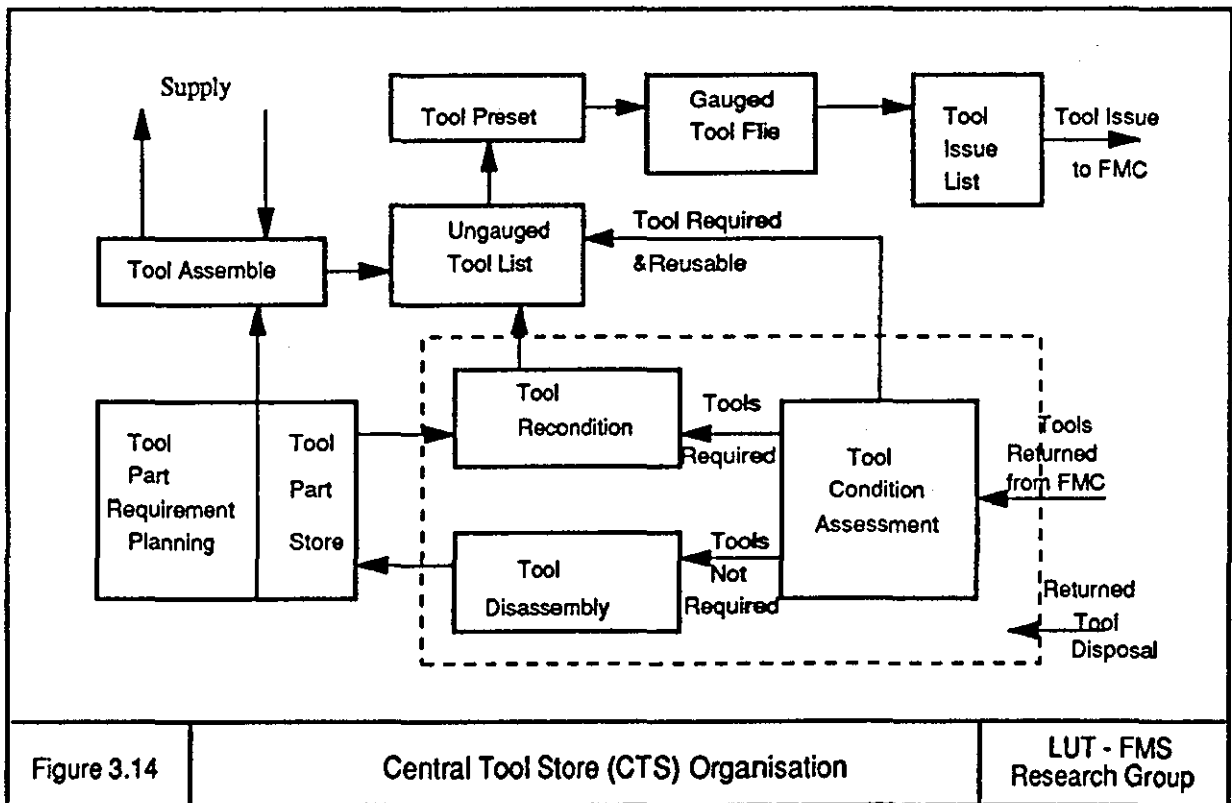 Supply
Tool Preset
Gauged
Tool File
Tool
Issue
List
Tool Issue
to FMC
Tool Assemble
Ungauged
Tool List
Tool Required
&Reusable
Tool
Part
Requirement
Planning
Tool
Part
Store
Tool
Recondition
Tools
Required
Tool
Condition
Assessment
Tools
Returned
from FMC
Tool
Disassembly
Tools
Not
Required
Returned
Tool
Disposal
Figure 3.14
Central Tool Store (CTS) Organisation
LUT - FMS
Research Group